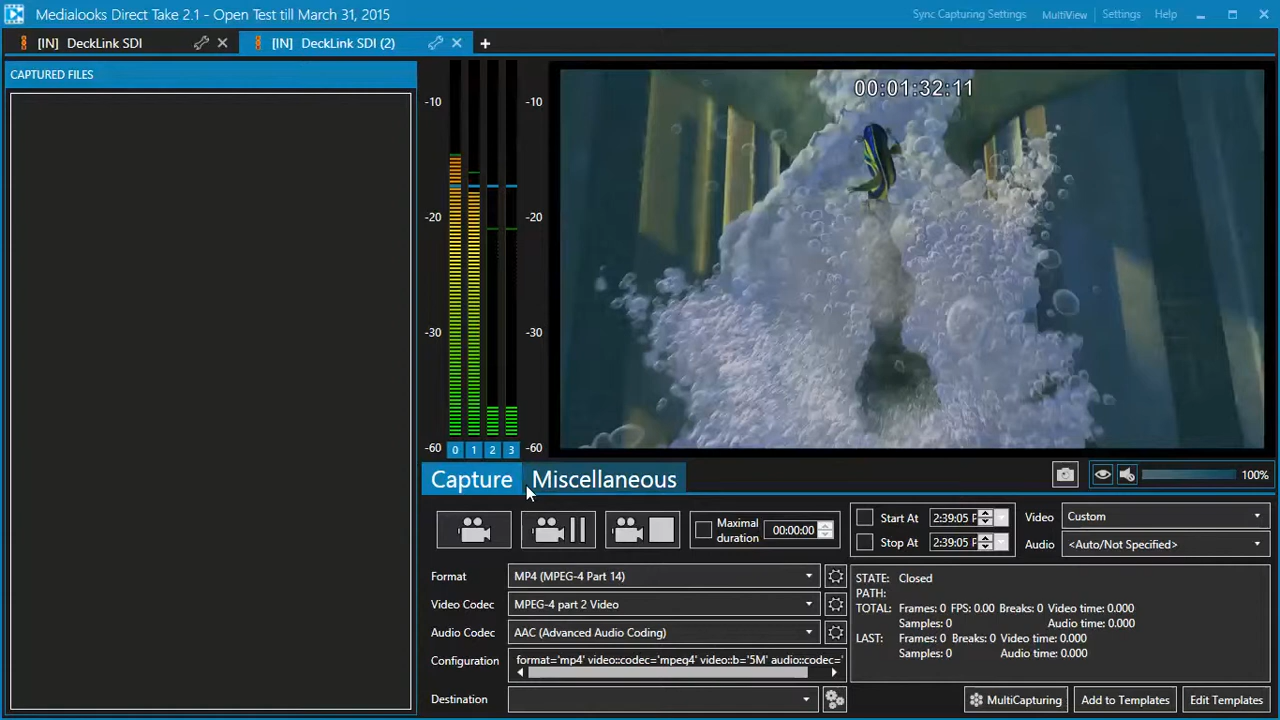 Medialooks Direct Take 2.1 - Open Test till March 31, 2015
Sync Capturing Settings MultiView Settings Help
[IN] DeckLink SDI
[IN] DeckLink SDI (2)
CAPTURED FILES
-10 -10
-20 -20
-30 -30
-60 -60
0 1 2 3
00:01:32:11
Capture Miscellaneous
100%
Maximal duration 00:00:00
Start At 2:39:05 P
Stop At 2:39:05 P
Video Custom
Audio <Auto/Not Specified>
Format MP4 (MPEG-4 Part 14)
Video Codec MPEG-4 part 2 Video
Audio Codec AAC (Advanced Audio Coding)
Configuration format='mp4' video::codec='mpeg4' video::b='5M' audio::codec='
Destination
STATE: Closed
PATH:
TOTAL: Frames: 0 FPS: 0.00 Breaks: 0 Video time: 0.000
Samples: 0 Audio time: 0.000
LAST: Frames: 0 Breaks: 0 Video time: 0.000
Samples: 0 Audio time: 0.000
MultiCapturing Add to Templates Edit Templates